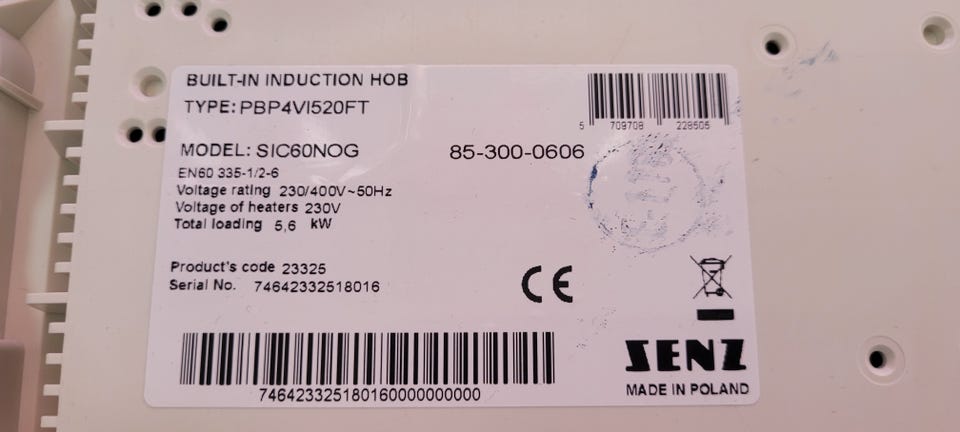 BUILT-IN INDUCTION HOB
TYPE: PBP4VI520FT
5 709708 228505
MODEL: SIC60NOG 85-300-0606
EN60 335-1/2-6
Voltage rating 230/400V~50Hz
Voltage of heaters 230V
Total loading 5,6 kW
Product's code 23325
Serial No. 74642332518016
CE
SENZ
MADE IN POLAND
746423325180160000000000